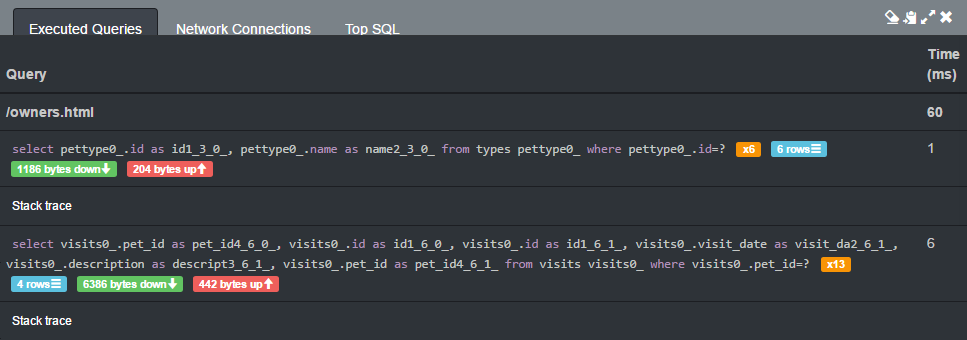 Executed Queries Network Connections Top SQL
Query Time (ms)
/owners.html 60
select pettype0_.id as id1_3_0_, pettype0_.name as name2_3_0_ from types pettype0_ where pettype0_.id=? x6 6 rows 1
1186 bytes down 204 bytes up
Stack trace
select visits0_.pet_id as pet_id4_6_0_, visits0_.id as id1_6_0_, visits0_.id as id1_6_1_, visits0_.visit_date as visit_da2_6_1_, 6
visits0_.description as descript3_6_1_, visits0_.pet_id as pet_id4_6_1_ from visits visits0_ where visits0_.pet_id=? x13
4 rows 6386 bytes down 442 bytes up
Stack trace